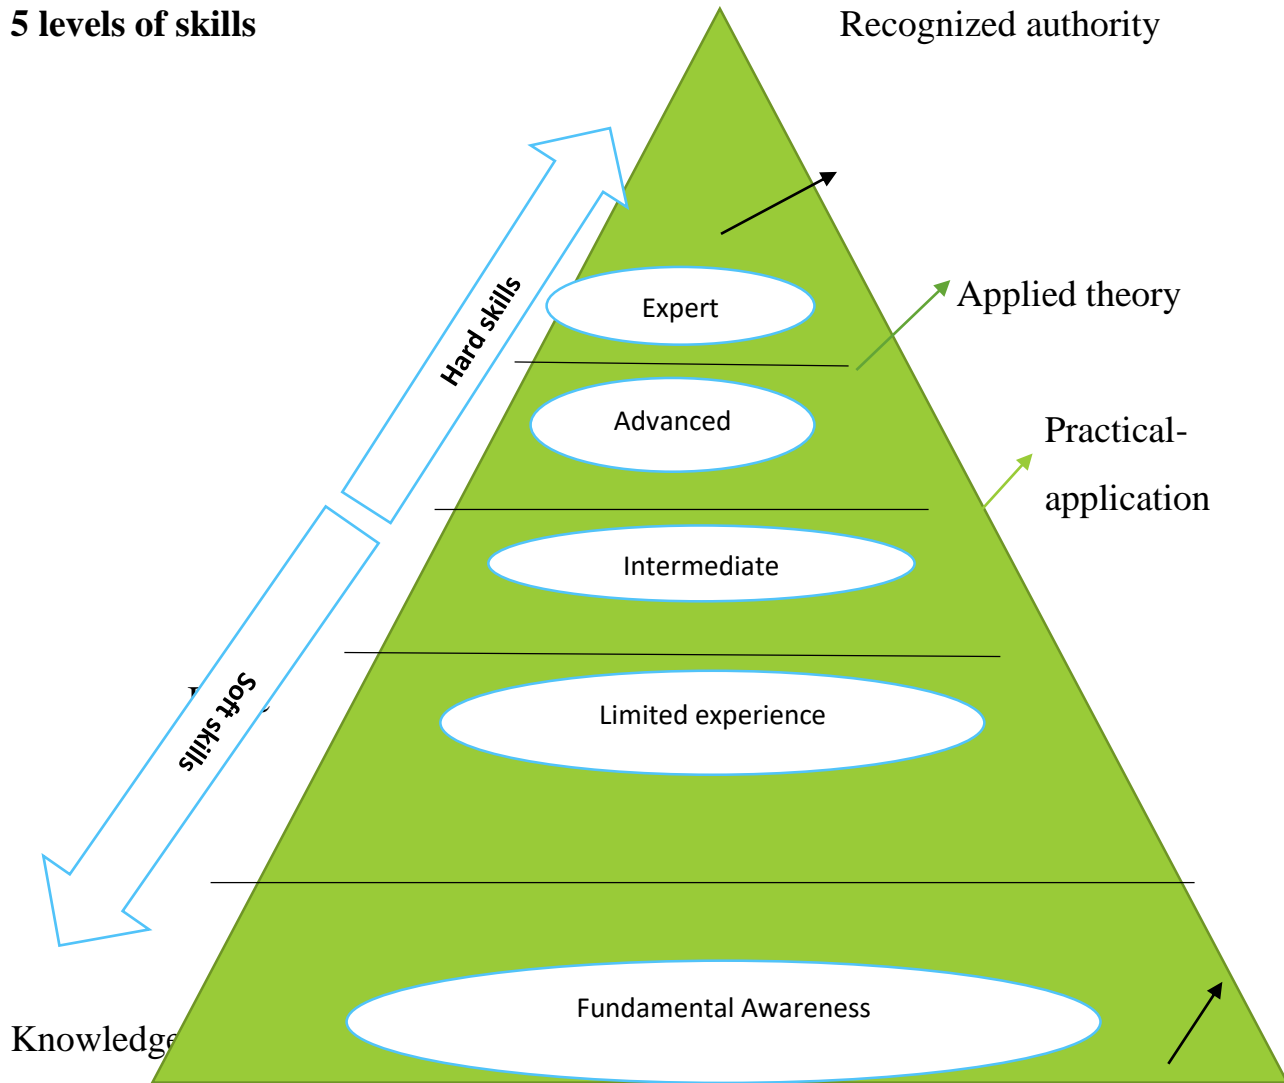 5 levels of skills
Recognized authority
Hard skills
Expert
Applied theory
Advanced
Practical-
application
Intermediate
Soft skills
Limited experience
Fundamental Awareness
Knowledge